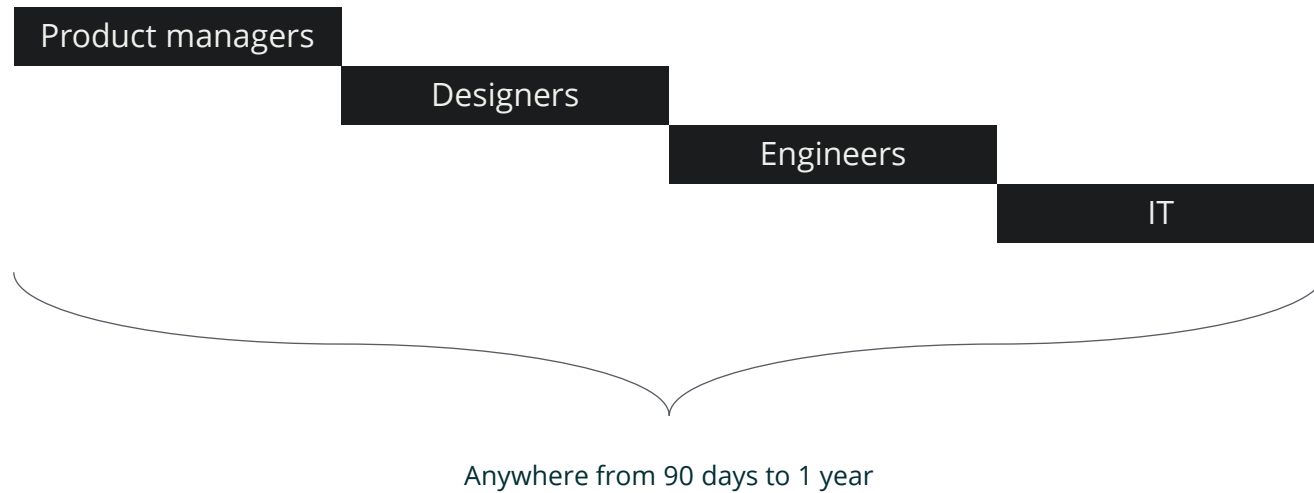 Product managers
Designers
Engineers
IT
Anywhere from 90 days to 1 year